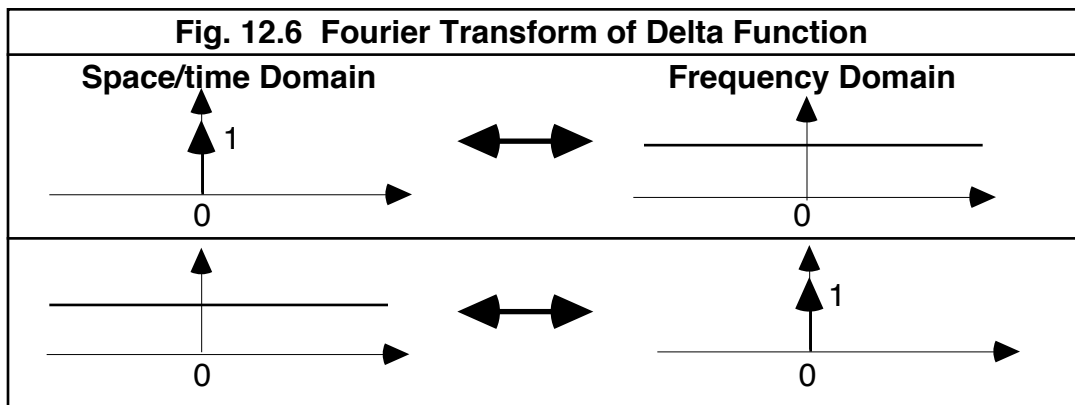 Fig. 12.6 Fourier Transform of Delta Function
Space/time Domain Frequency Domain
1
0 0
1
0 0